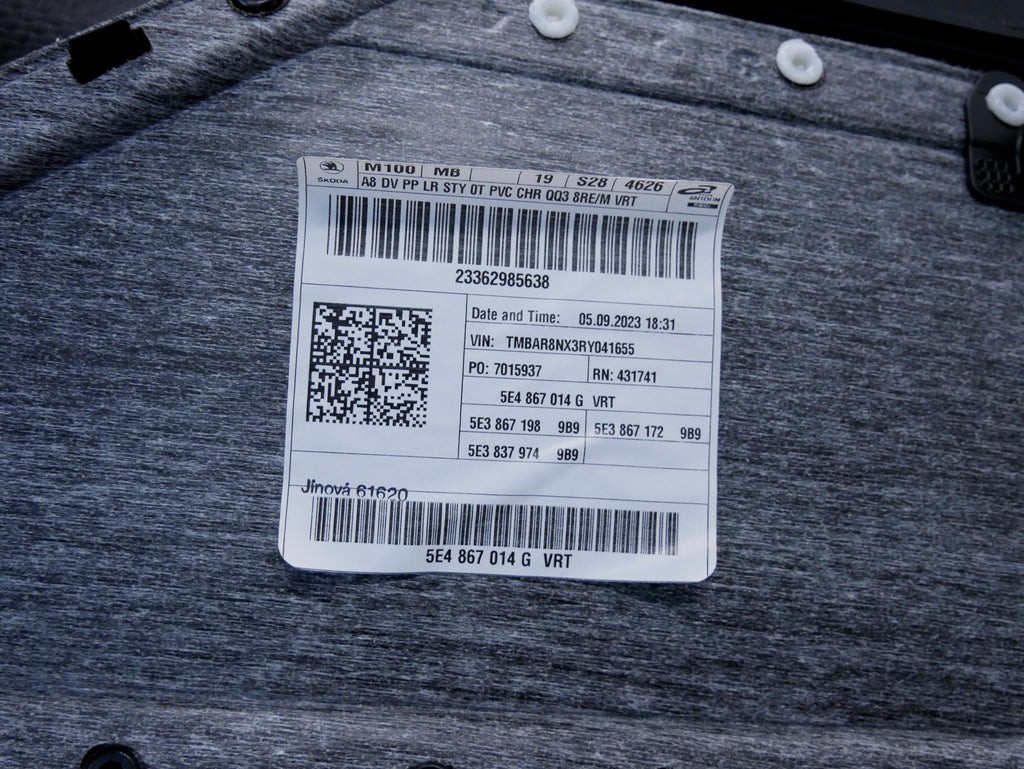 ŠKODA M100 MB 19 S28 4626
A8 DV PP LR STY 0T PVC CHR QQ3 8RE/M VRT
ANTOLIN
23362985638
Date and Time: 05.09.2023 18:31
VIN: TMBAR8NX3RY041655
PO: 7015937 RN: 431741
5E4 867 014 G VRT
5E3 867 198 9B9 5E3 867 172 9B9
5E3 837 974 9B9
Jínová 61620
5E4 867 014 G VRT